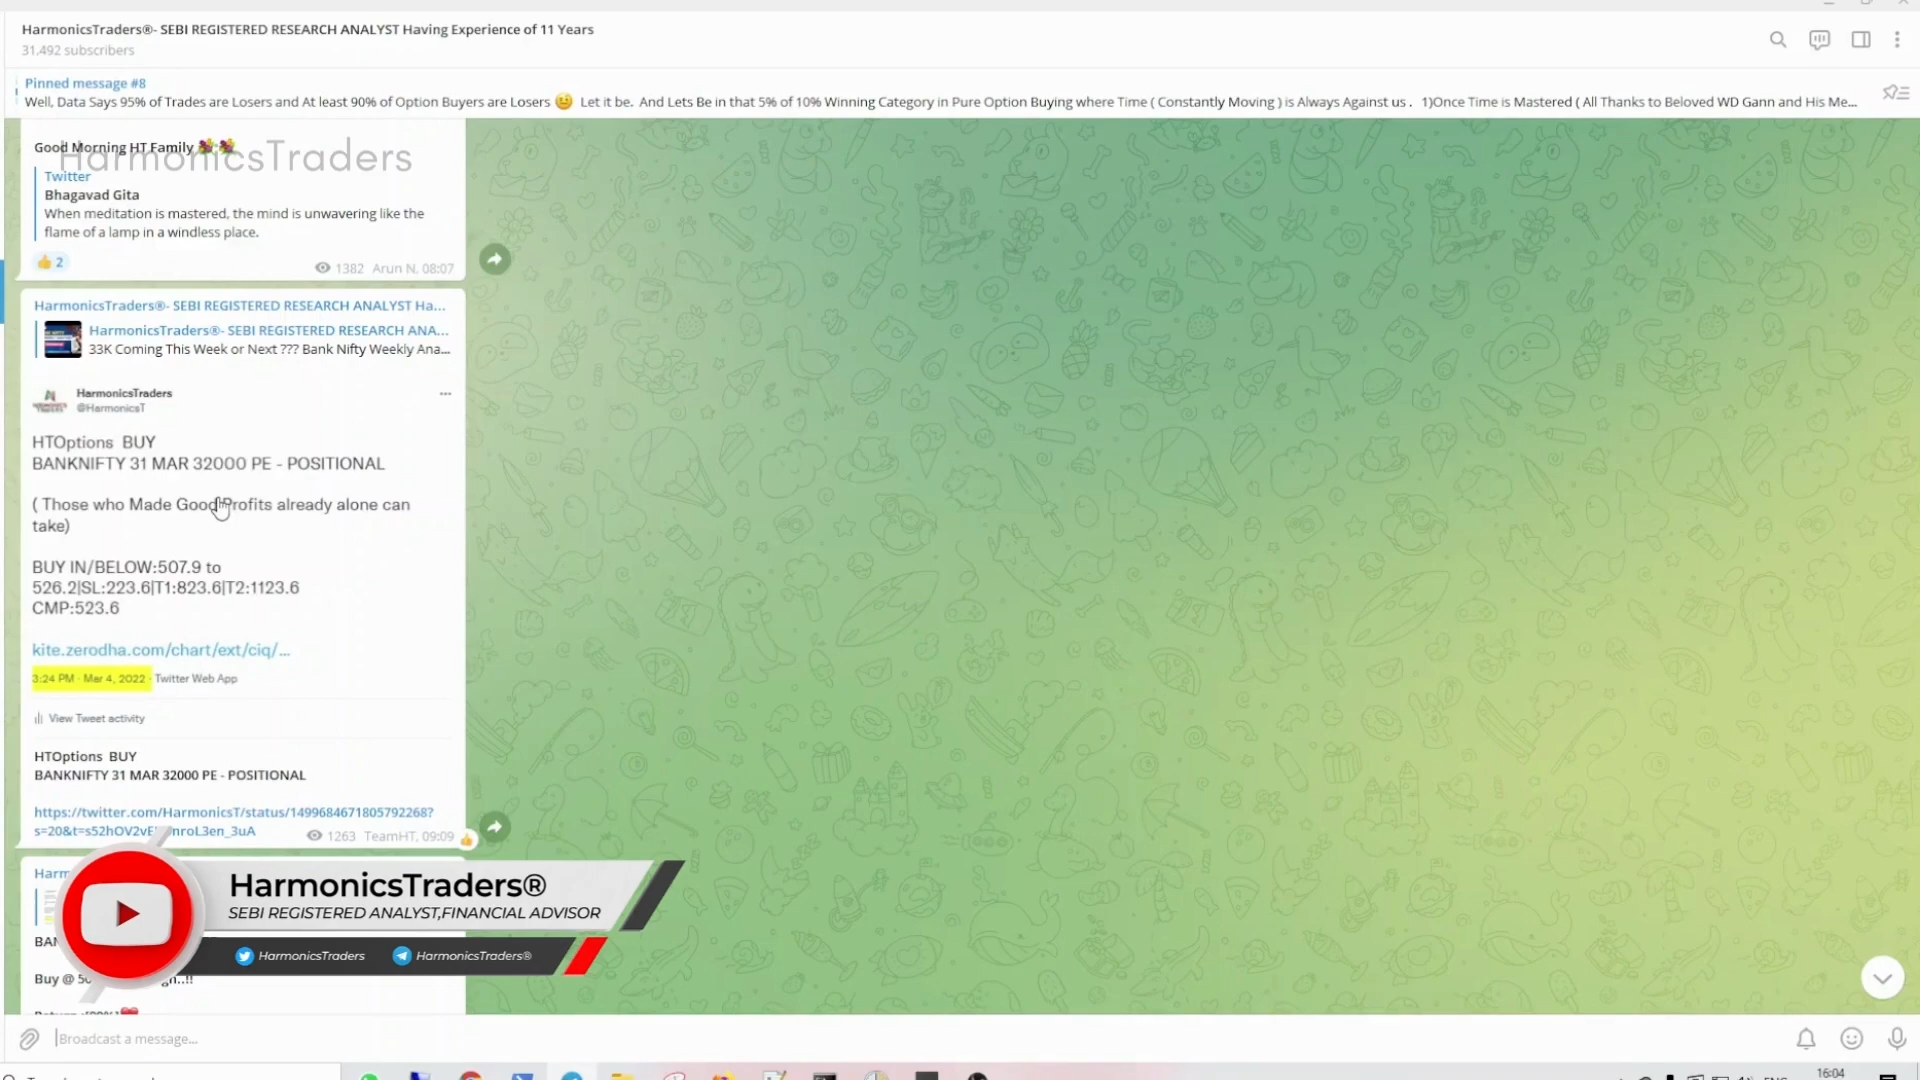 HarmonicsTraders®- SEBI REGISTERED RESEARCH ANALYST Having Experience of 11 Years
31,492 subscribers
Pinned message #8
Well, Data Says 95% of Trades are Losers and At least 90% of Option Buyers are Losers 😉 Let it be. And Lets Be in that 5% of 10% Winning Category in Pure Option Buying where Time ( Constantly Moving ) is Always Against us . 1)Once Time is Mastered ( All Thanks to Beloved WD Gann and His Me...
Good Morning HT Family 💐💐
HarmonicsTraders
Twitter
Bhagavad Gita
When meditation is mastered, the mind is unwavering like the
flame of a lamp in a windless place.
👍 2
1382 Arun N, 08:07
HarmonicsTraders®- SEBI REGISTERED RESEARCH ANALYST Ha...
HarmonicsTraders®- SEBI REGISTERED RESEARCH ANA...
33K Coming This Week or Next ??? Bank Nifty Weekly Ana...
HarmonicsTraders
@HarmonicsT
HTOptions BUY
BANKNIFTY 31 MAR 32000 PE - POSITIONAL
( Those who Made Good Profits already alone can
take)
BUY IN/BELOW:507.9 to
526.2|SL:223.6|T1:823.6|T2:1123.6
CMP:523.6
kite.zerodha.com/chart/ext/ciq/...
3:24 PM · Mar 4, 2022 · Twitter Web App
View Tweet activity
HTOptions BUY
BANKNIFTY 31 MAR 32000 PE - POSITIONAL
https://twitter.com/HarmonicsT/status/1499684671805792268?
1263 TeamHT, 09:09
Harm
HarmonicsTraders®
SEBI REGISTERED ANALYST,FINANCIAL ADVISOR
HarmonicsTraders
HarmonicsTraders®
Buy @
Broadcast a message...
16:04